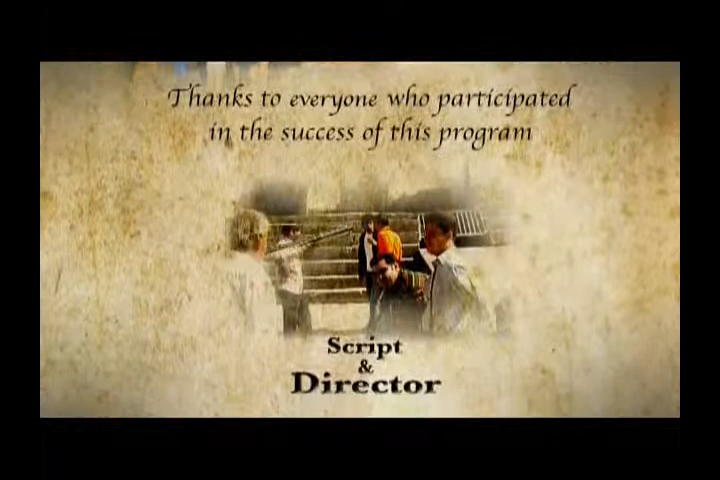 Thanks to everyone who participated
in the success of this program
Script
&
Director